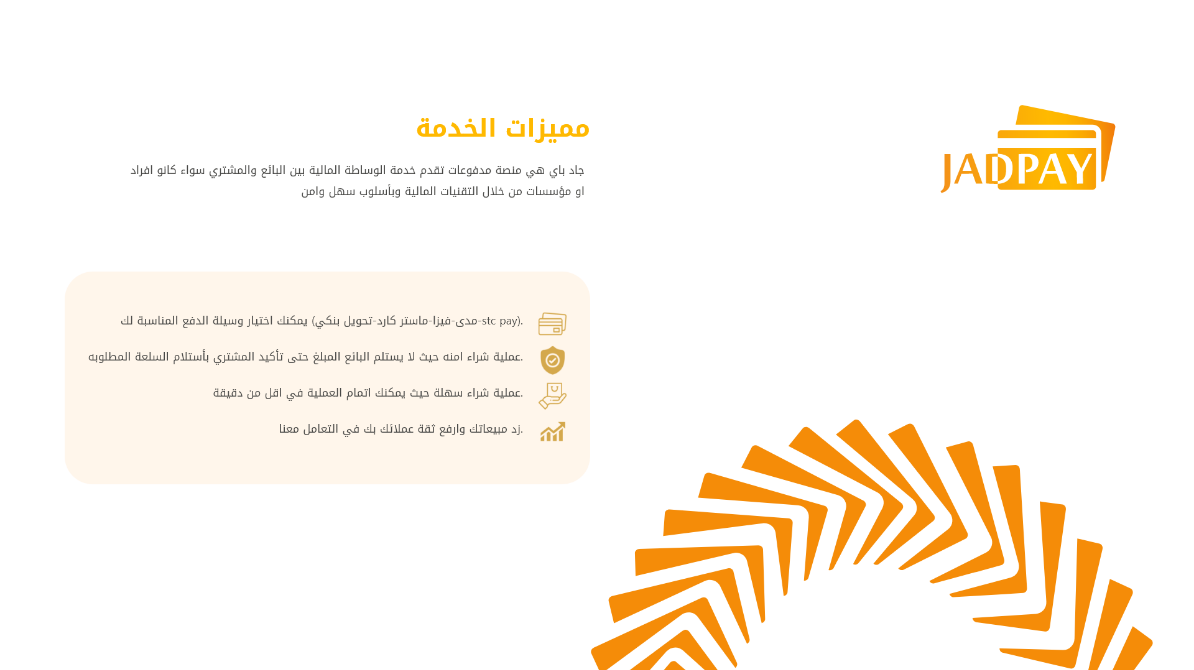 JADPAY
مميزات الخدمة
جاد باي هي منصة مدفوعات تقدم خدمة الوساطة المالية بين البائع والمشتري سواء كانو افراد
او مؤسسات من خلال التقنيات المالية وبأسلوب سهل وامن
يمكنك اختيار وسيلة الدفع المناسبة لك (مدى-فيزا-ماستر كارد-تحويل بنكي-stc pay).
عملية شراء امنه حيث لا يستلم البائع المبلغ حتى تأكيد المشتري بأستلام السلعة المطلوبه.
عملية شراء سهلة حيث يمكنك اتمام العملية في اقل من دقيقة.
زد مبيعاتك وارفع ثقة عملائك بك في التعامل معنا.